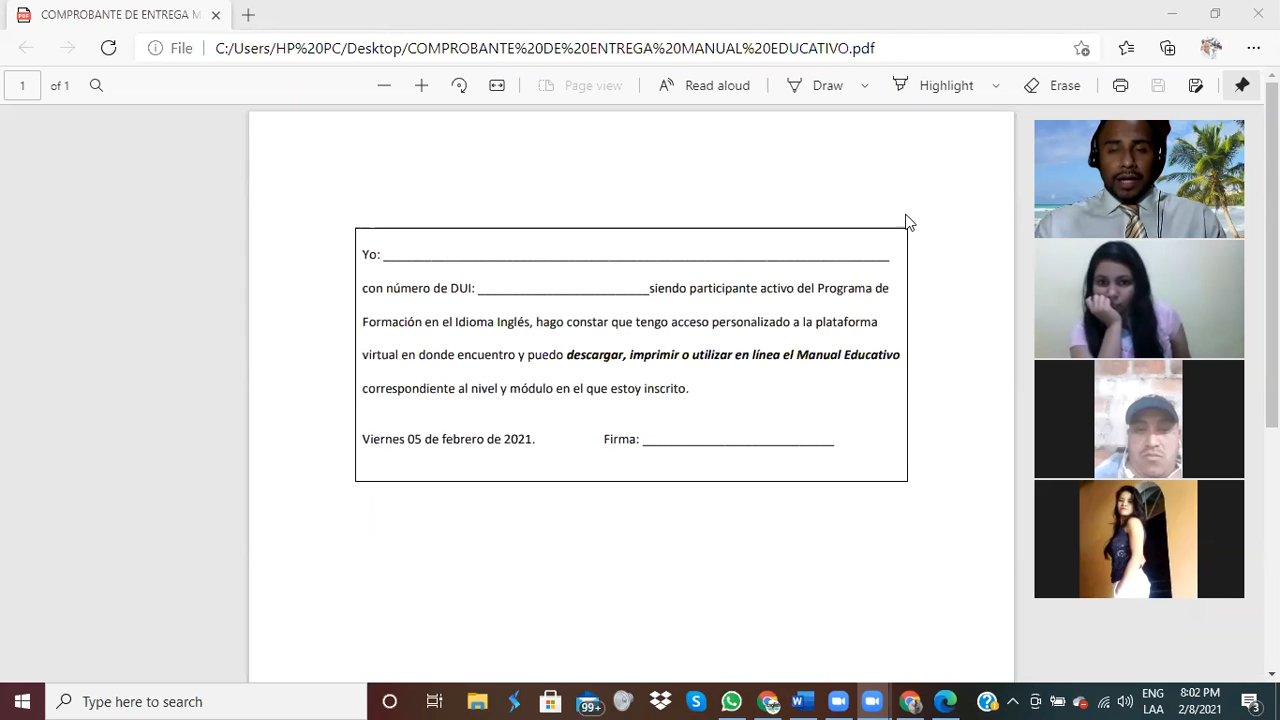 COMPROBANTE DE ENTREGA M
File
C:/Users/HP%20PC/Desktop/COMPROBANTE%20DE%20ENTREGA%20MANUAL%20EDUCATIVO.pdf
1 of 1
Page view
Read aloud
Draw
Highlight
Erase
Yo: ____________________
con número de DUI: ____________________siendo participante activo del Programa de
Formación en el Idioma Inglés, hago constar que tengo acceso personalizado a la plataforma
virtual en donde encuentro y puedo descargar, imprimir o utilizar en línea el Manual Educativo
correspondiente al nivel y módulo en el que estoy inscrito.
Viernes 05 de febrero de 2021. Firma: ____________________
Type here to search
99+
ENG
LAA
8:02 PM
2/8/2021
3